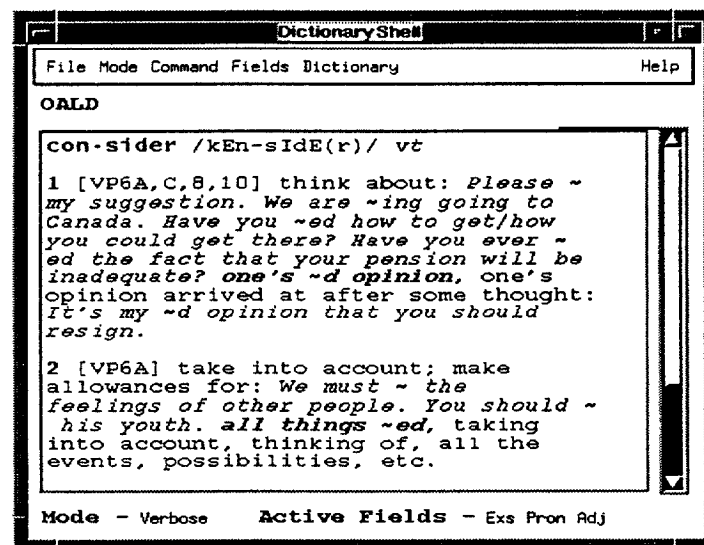 DictionaryShell
File Mode Command Fields Dictionary Help
OALD
con·sider /kEn-sIdE(r)/ vt
1 [VP6A,C,8,10] think about: Please ~
my suggestion. We are ~ing going to
Canada. Have you ~ed how to get/how
you could get there? Have you ever ~
ed the fact that your pension will be
inadequate? one's ~d opinion, one's
opinion arrived at after some thought:
It's my ~d opinion that you should
resign.
2 [VP6A] take into account; make
allowances for: We must ~ the
feelings of other people. You should ~
his youth. all things ~ed, taking
into account, thinking of, all the
events, possibilities, etc.
Mode - Verbose Active Fields - Exs Pron Adj